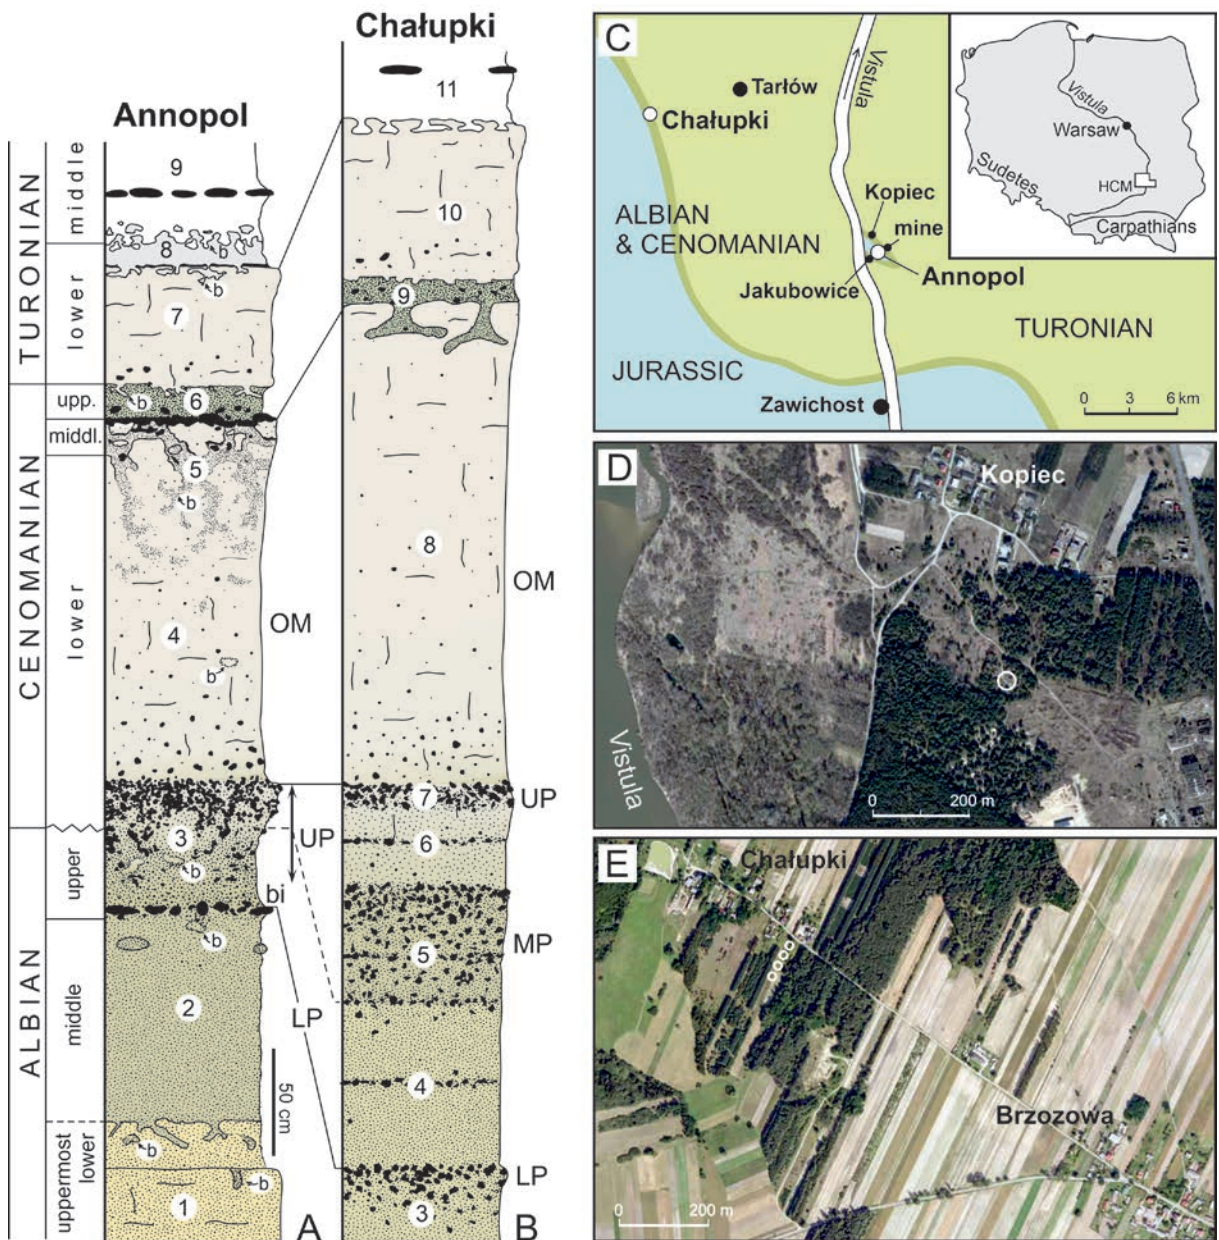 Annopol
TURONIAN
middle
lower
CENOMANIAN
upp.
middl.
lower
ALBIAN
upper
middle
uppermost
lower
9
8
b
b
7
6
b
5
b
4
b
OM
3
b
UP
bi
b
2
LP
50 cm
b
b
1
A
Chałupki
11
10
9
8
OM
7
UP
6
5
MP
4
LP
3
B
C
Vistula
Tarłów
Chałupki
ALBIAN
& CENOMANIAN
Kopiec
mine
Annopol
Jakubowice
TURONIAN
JURASSIC
Zawichost
0 3 6 km
Vistula
Warsaw
Sudetes
HCM
Carpathians
D
Kopiec
Vistula
0 200 m
E
Chałupki
Brzozowa
0 200 m